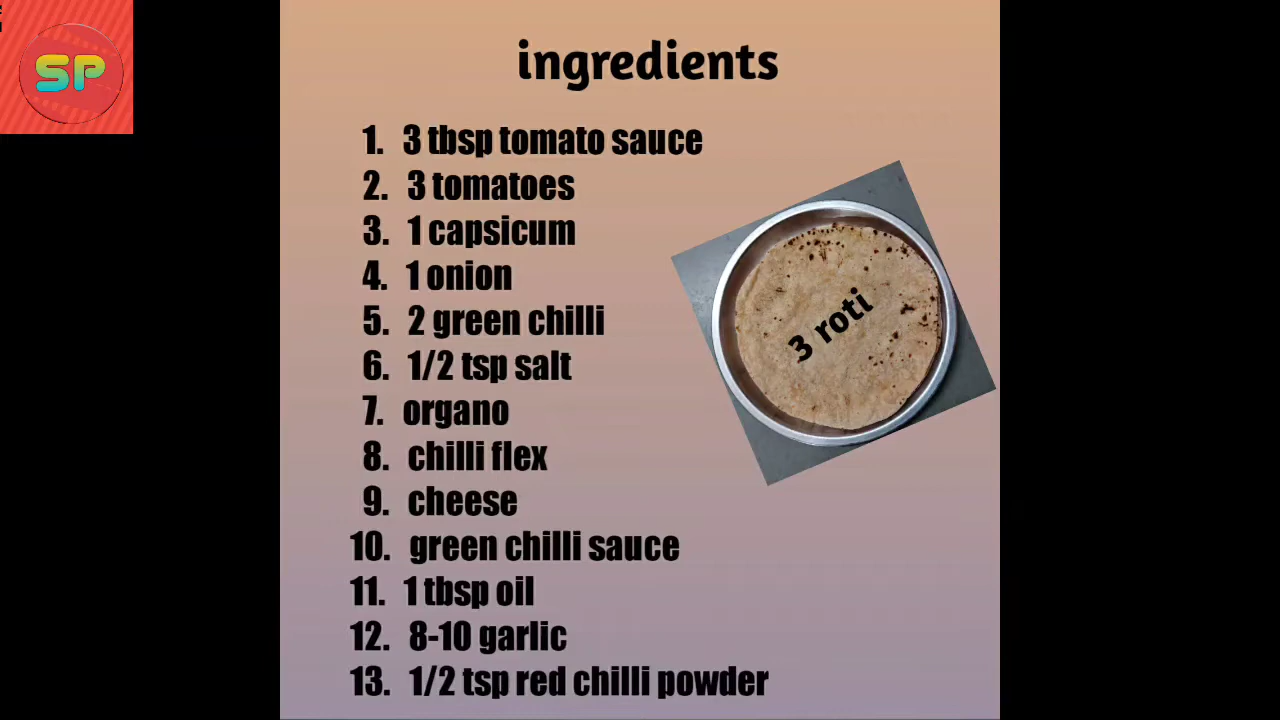 SP
ingredients
1. 3 tbsp tomato sauce
2. 3 tomatoes
3. 1 capsicum
4. 1 onion
5. 2 green chilli
6. 1/2 tsp salt
7. organo
8. chilli flex
9. cheese
10. green chilli sauce
11. 1 tbsp oil
12. 8-10 garlic
13. 1/2 tsp red chilli powder
3 roti